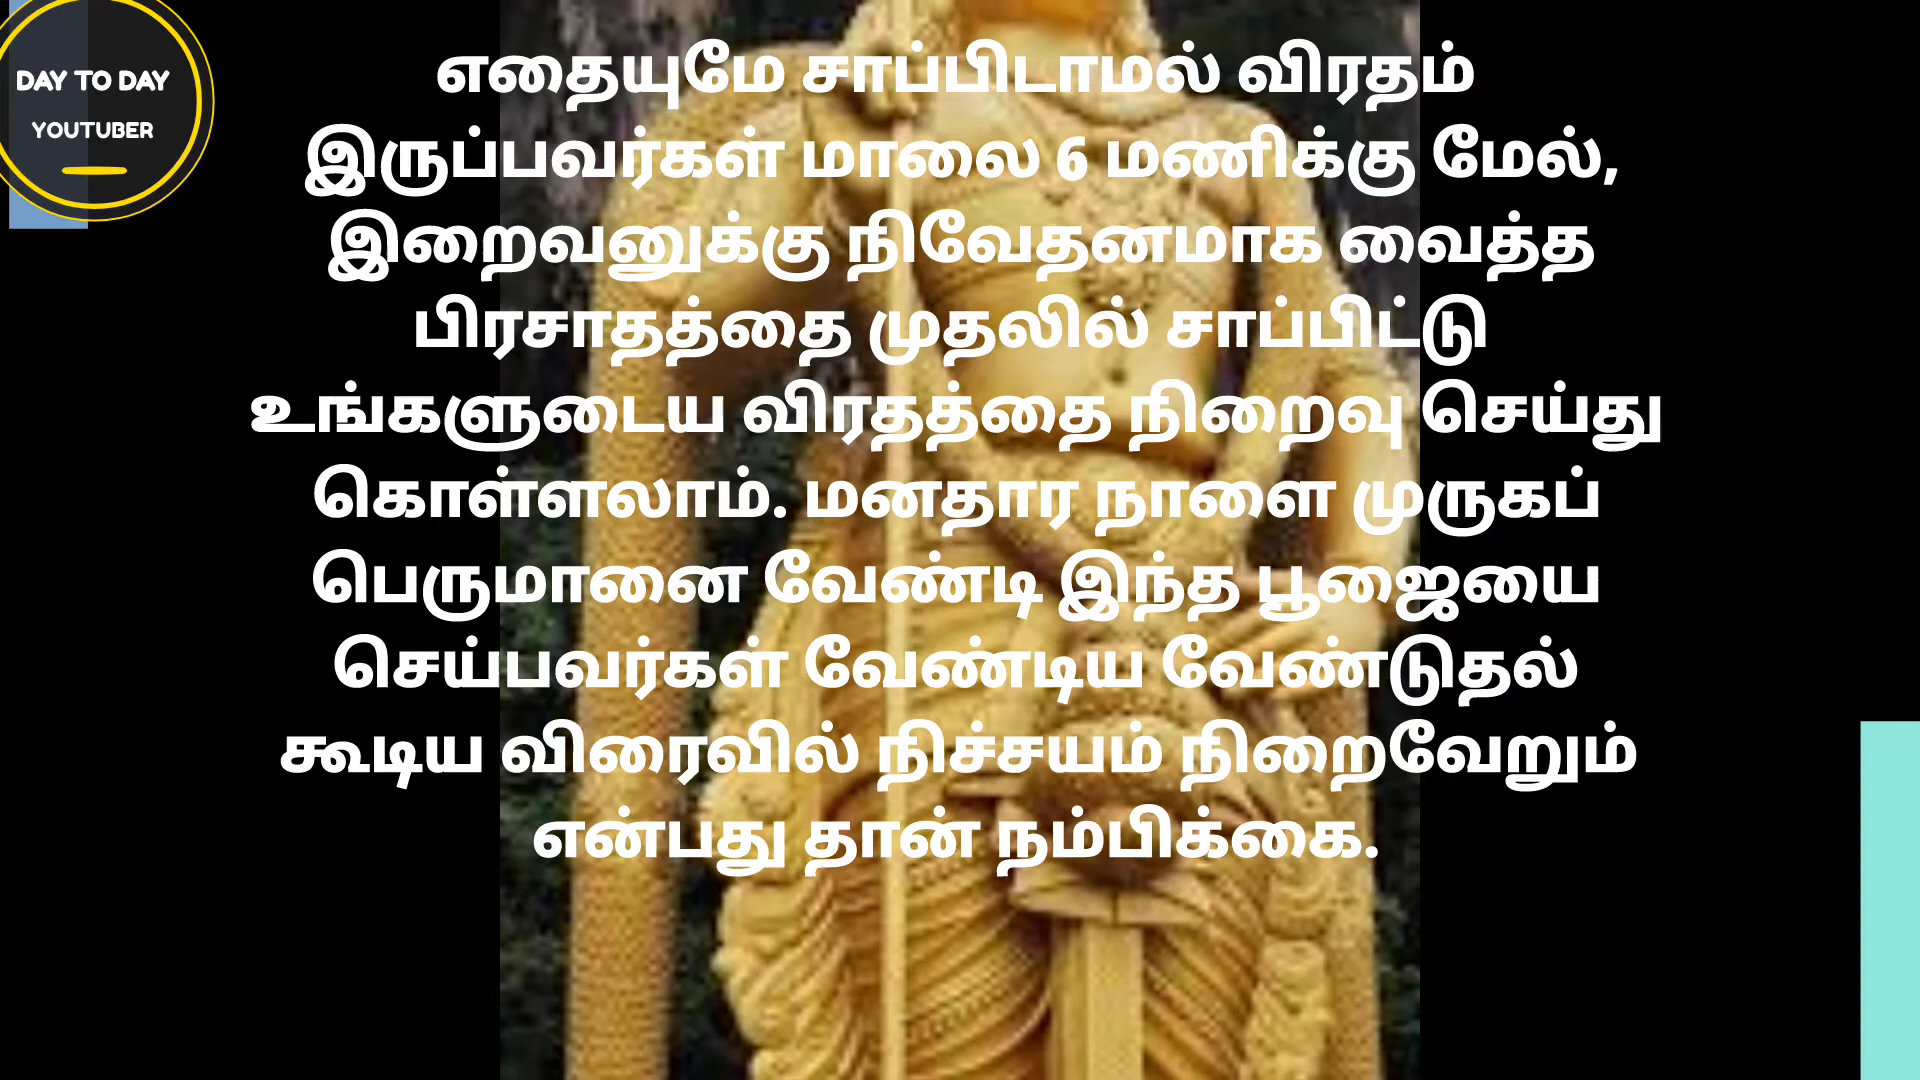 DAY TO DAY
YOUTUBER
எதையுமே சாப்பிடாமல் விரதம்
இருப்பவர்கள் மாலை 6 மணிக்கு மேல்,
இறைவனுக்கு நிவேதனமாக வைத்த
பிரசாதத்தை முதலில் சாப்பிட்டு
உங்களுடைய விரதத்தை நிறைவு செய்து
கொள்ளலாம். மனதார நாளை முருகப்
பெருமானை வேண்டி இந்த பூஜையை
செய்பவர்கள் வேண்டிய வேண்டுதல்
கூடிய விரைவில் நிச்சயம் நிறைவேறும்
என்பது தான் நம்பிக்கை.